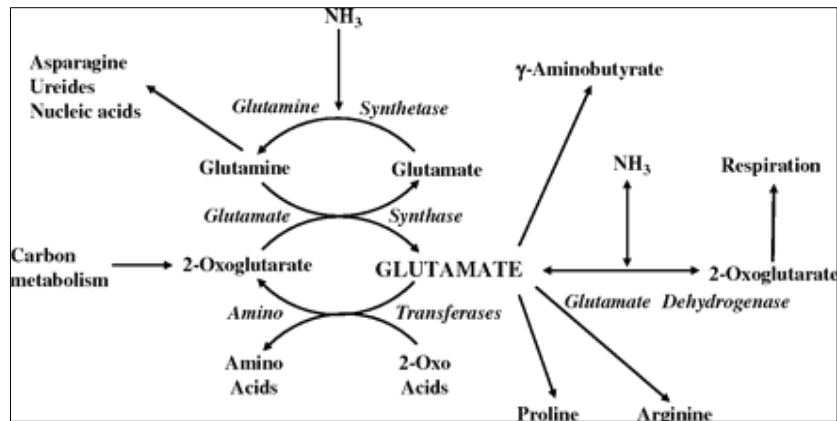 NH3
Asparagine
Ureides
Nucleic acids
γ-Aminobutyrate
Glutamine Synthetase
Glutamine
Glutamate
NH3
Respiration
Glutamate Synthase
Carbon
metabolism
2-Oxoglutarate
GLUTAMATE
2-Oxoglutarate
Glutamate Dehydrogenase
Amino Transferases
Amino
Acids
2-Oxo
Acids
Proline
Arginine